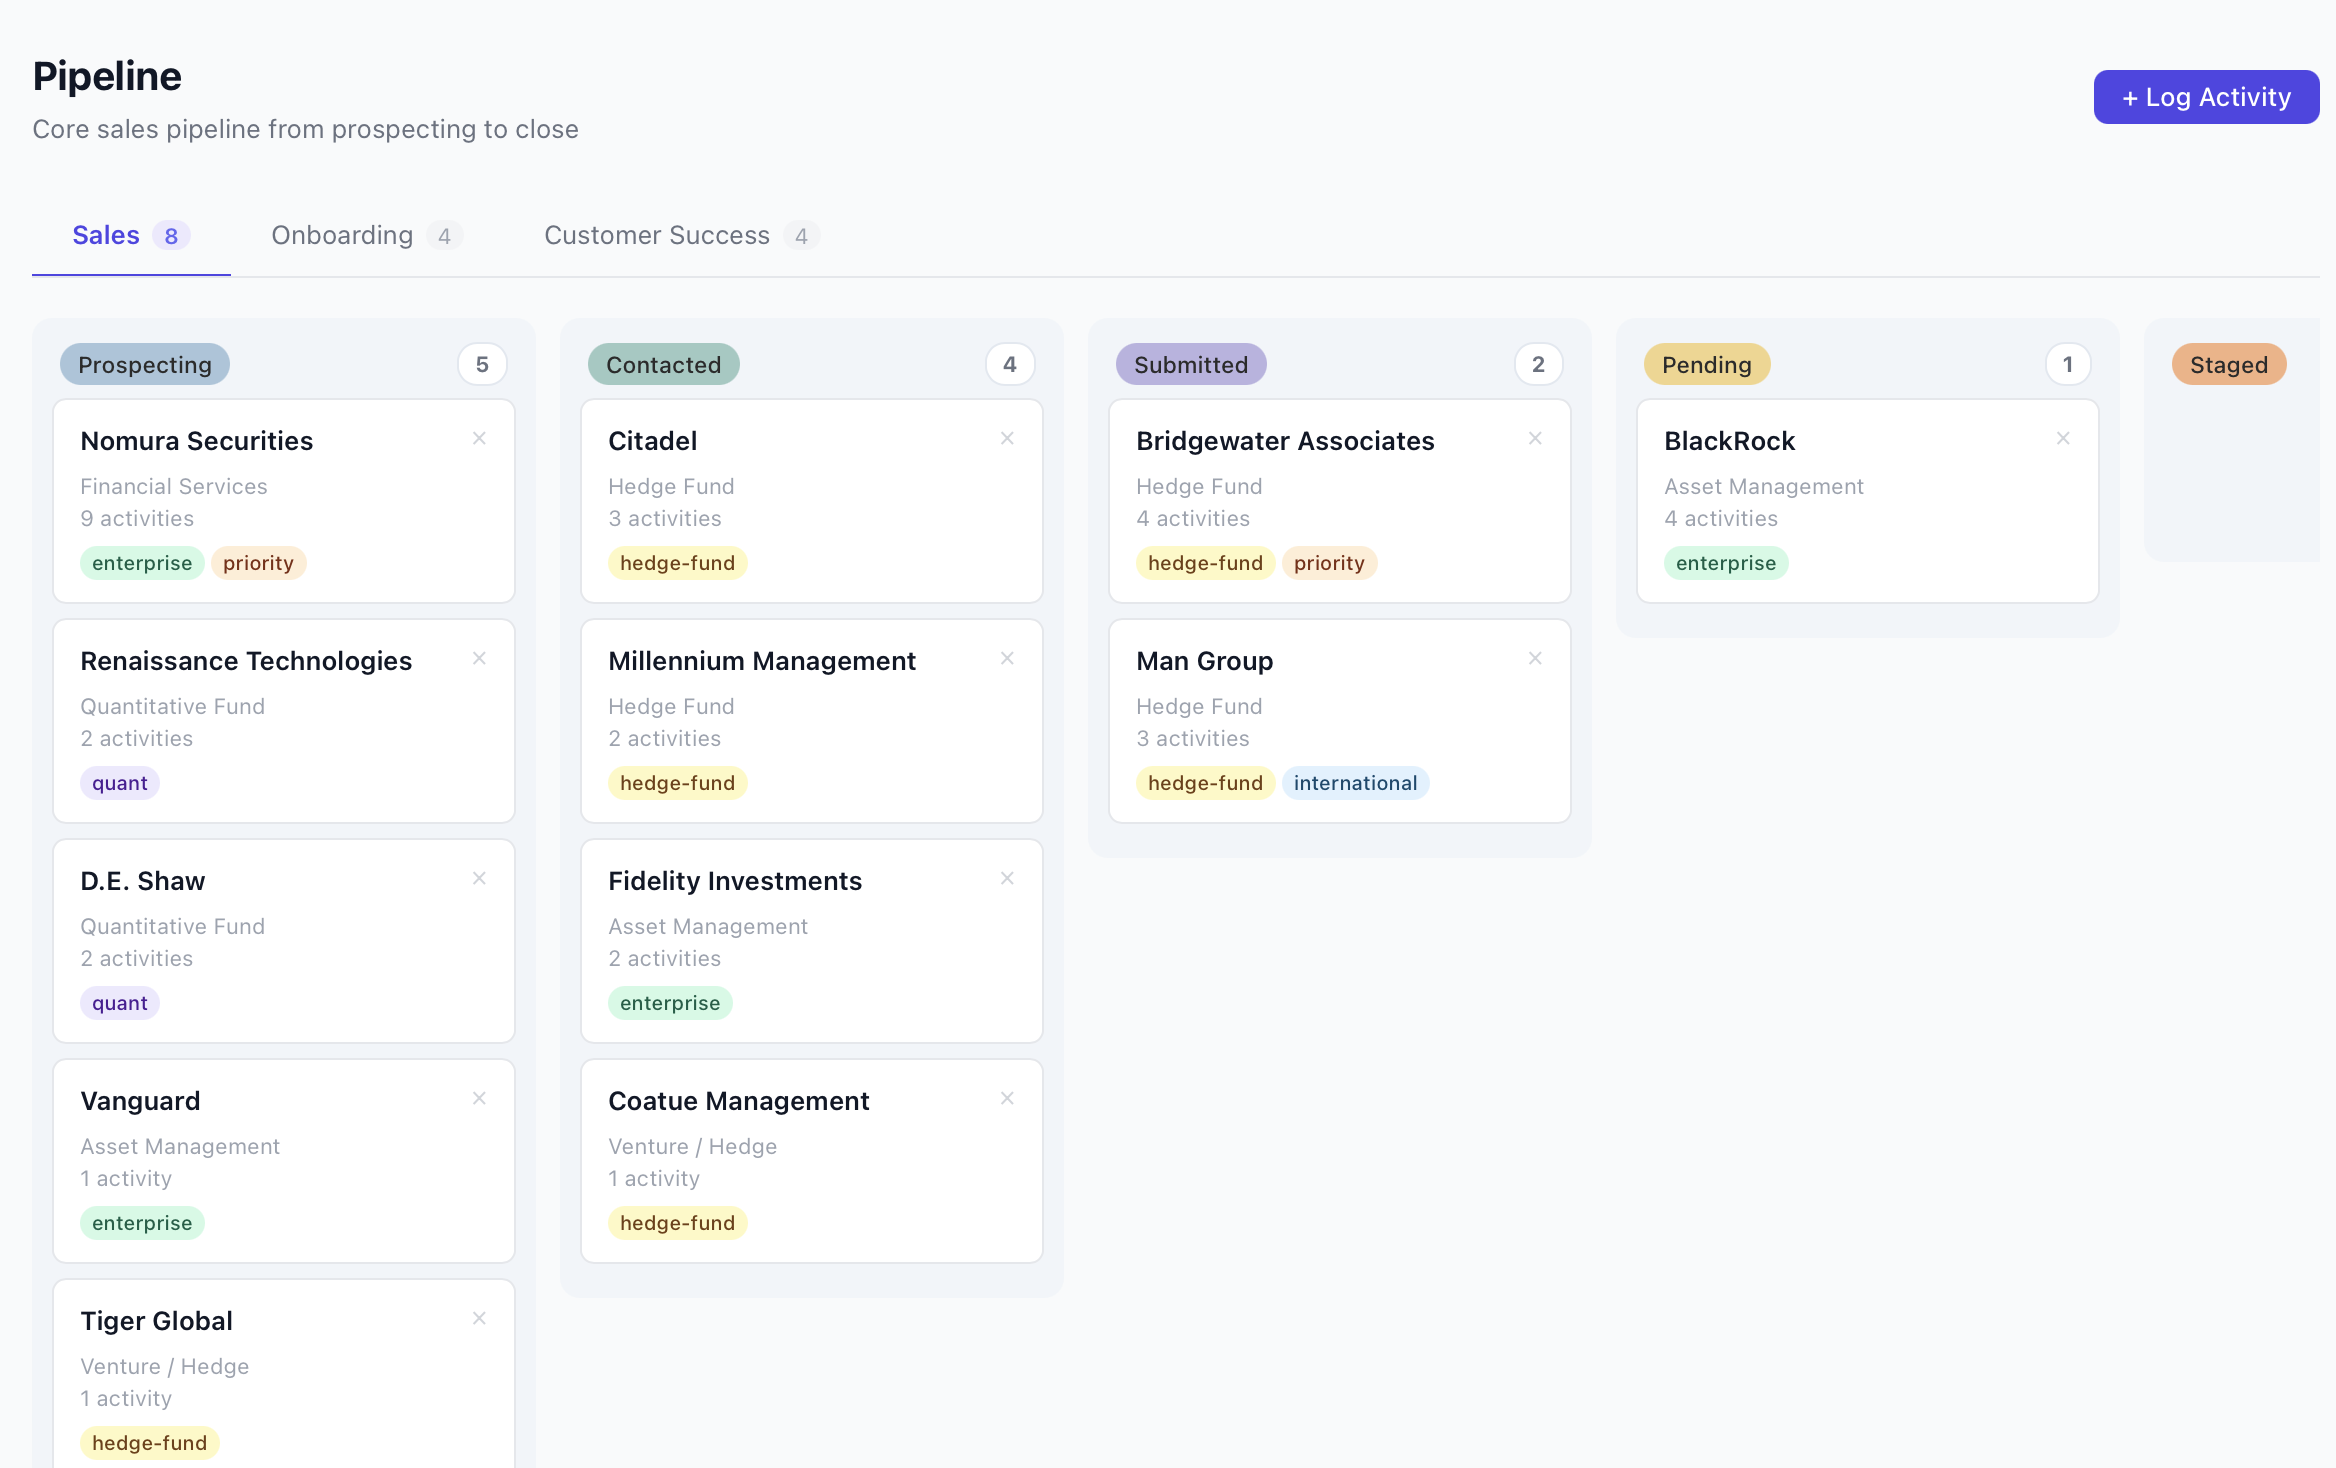 Pipeline
Core sales pipeline from prospecting to close
+ Log Activity
Sales 8
Onboarding 4
Customer Success 4
Prospecting 5
Nomura Securities ×
Financial Services
9 activities
enterprise priority
Renaissance Technologies ×
Quantitative Fund
2 activities
quant
D.E. Shaw ×
Quantitative Fund
2 activities
quant
Vanguard ×
Asset Management
1 activity
enterprise
Tiger Global ×
Venture / Hedge
1 activity
hedge-fund
Contacted 4
Citadel ×
Hedge Fund
3 activities
hedge-fund
Millennium Management ×
Hedge Fund
2 activities
hedge-fund
Fidelity Investments ×
Asset Management
2 activities
enterprise
Coatue Management ×
Venture / Hedge
1 activity
hedge-fund
Submitted 2
Bridgewater Associates ×
Hedge Fund
4 activities
hedge-fund priority
Man Group ×
Hedge Fund
3 activities
hedge-fund international
Pending 1
BlackRock ×
Asset Management
4 activities
enterprise
Staged